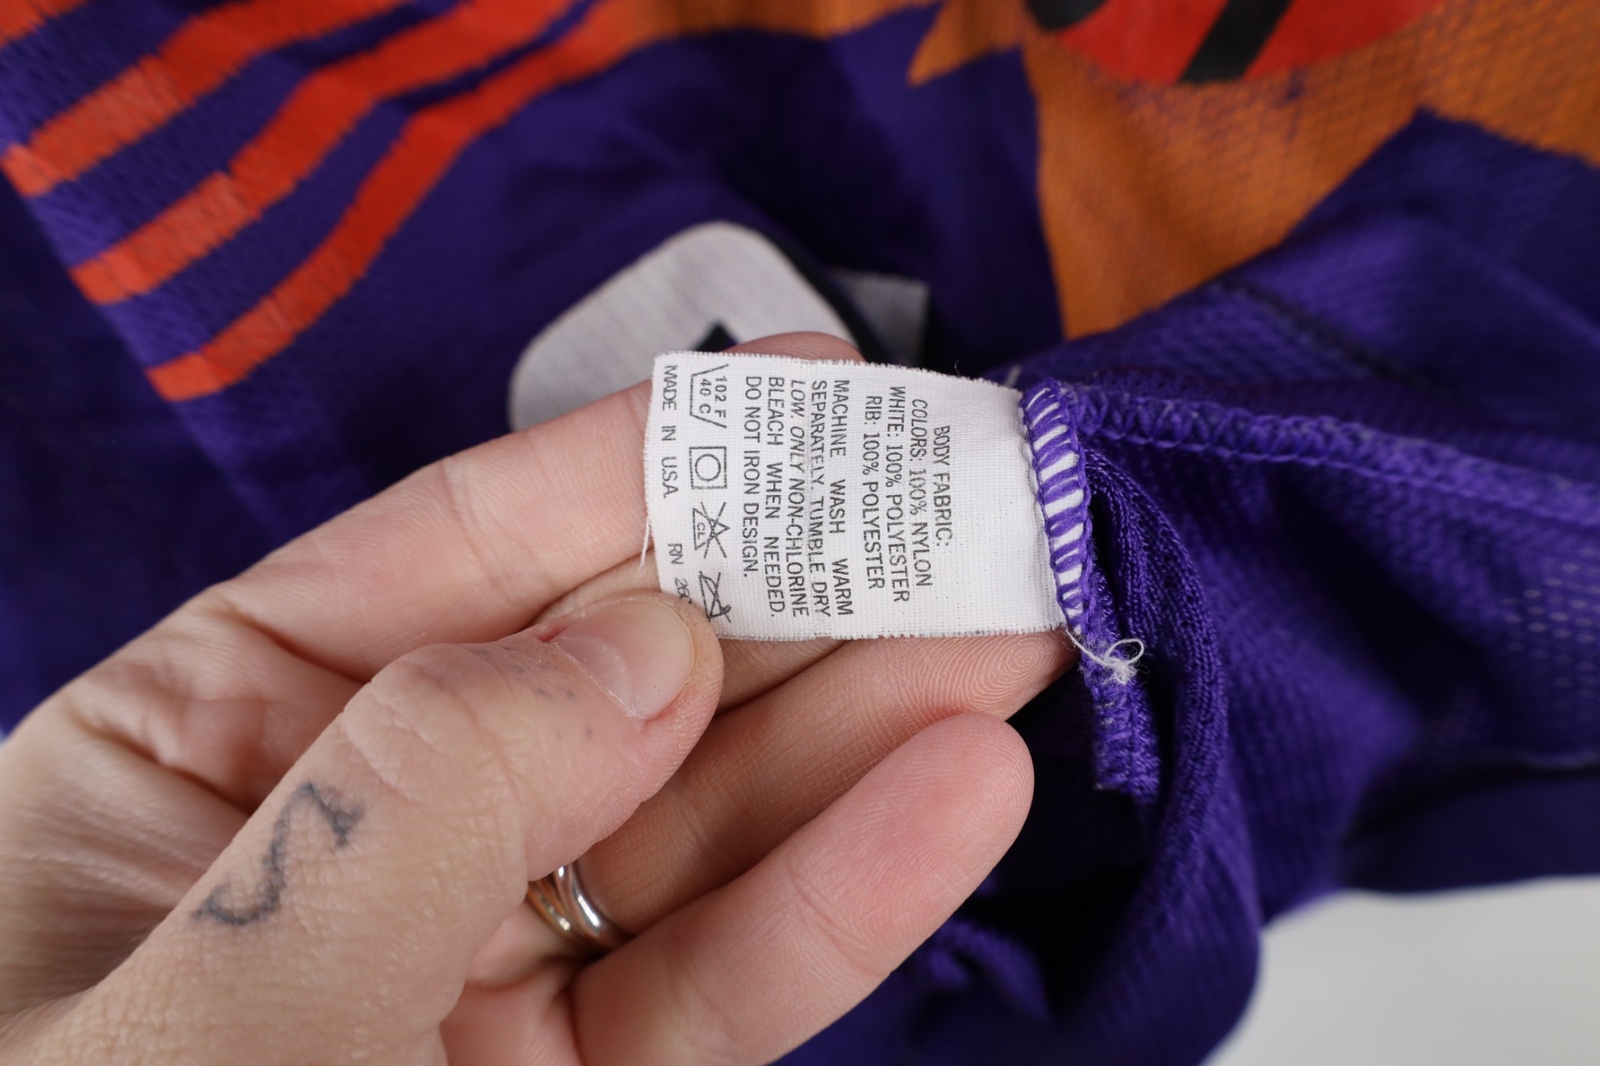 BODY FABRIC:
COLORS: 100% NYLON
WHITE: 100% POLYESTER
RIB: 100% POLYESTER
MACHINE WASH WARM
SEPARATELY. TUMBLE DRY
LOW. ONLY NON-CHLORINE
BLEACH WHEN NEEDED.
DO NOT IRON DESIGN.
102 F
40 C
CL
MADE IN U.S.A. RN